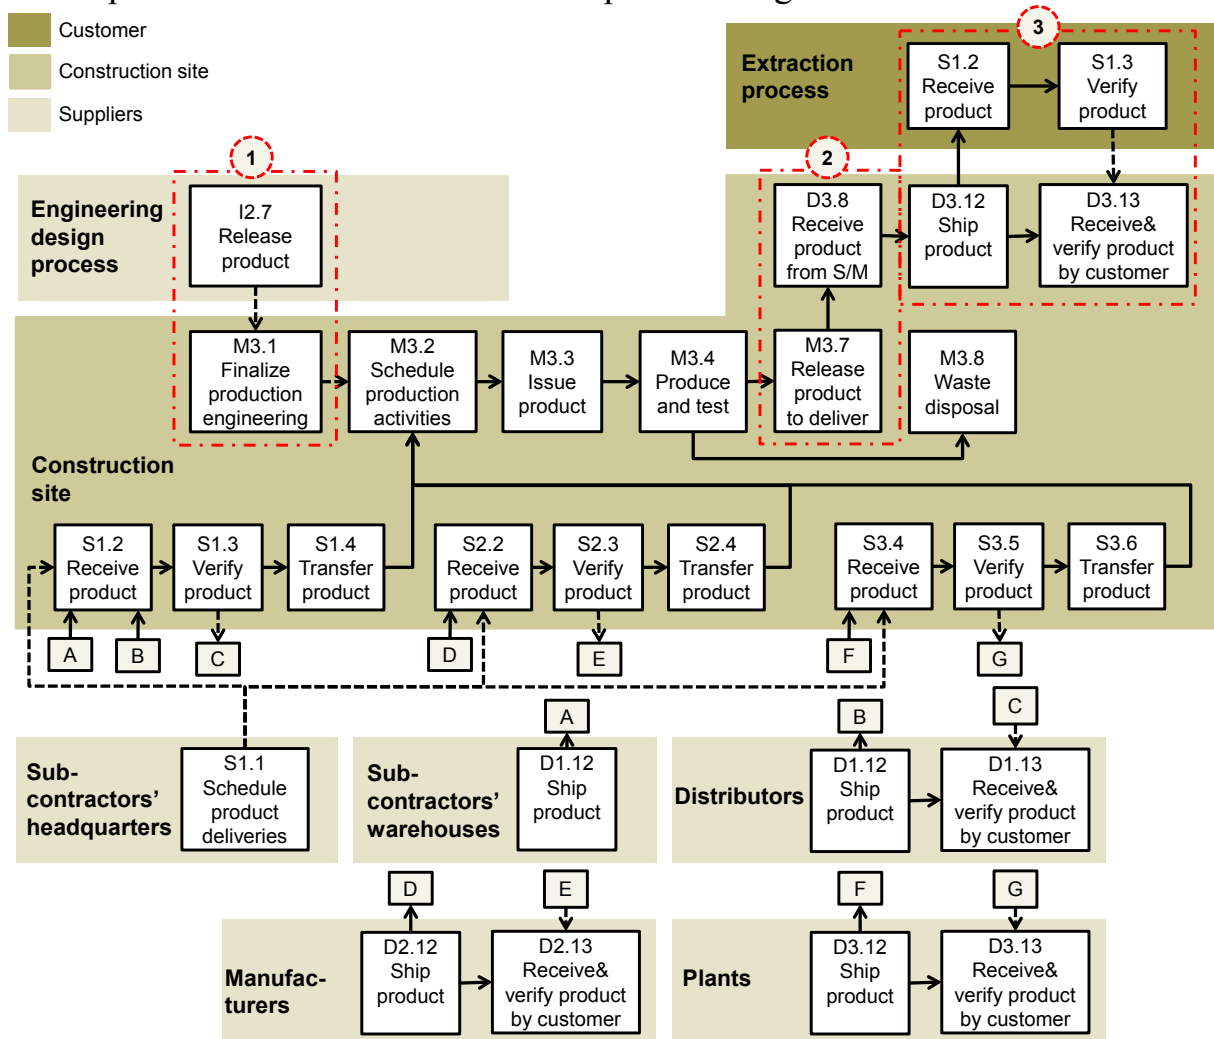 Customer
Construction site
Suppliers
Extraction
process
3
S1.2
Receive
product
S1.3
Verify
product
1
2
Engineering
design
process
I2.7
Release
product
D3.8
Receive
product
from S/M
D3.12
Ship
product
D3.13
Receive&
verify product
by customer
M3.1
Finalize
production
engineering
M3.2
Schedule
production
activities
M3.3
Issue
product
M3.4
Produce
and test
M3.7
Release
product
to deliver
M3.8
Waste
disposal
Construction
site
S1.2
Receive
product
S1.3
Verify
product
S1.4
Transfer
product
S2.2
Receive
product
S2.3
Verify
product
S2.4
Transfer
product
S3.4
Receive
product
S3.5
Verify
product
S3.6
Transfer
product
A
B
C
D
E
F
G
A
B
C
Sub-
contractors'
headquarters
S1.1
Schedule
product
deliveries
Sub-
contractors'
warehouses
D1.12
Ship
product
Distributors
D1.12
Ship
product
D1.13
Receive&
verify product
by customer
D
E
F
G
Manufac-
turers
D2.12
Ship
product
D2.13
Receive&
verify product
by customer
Plants
D3.12
Ship
product
D3.13
Receive&
verify product
by customer